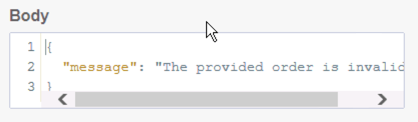 Body
1 {
2 "message": "The provided order is invalid
3 }